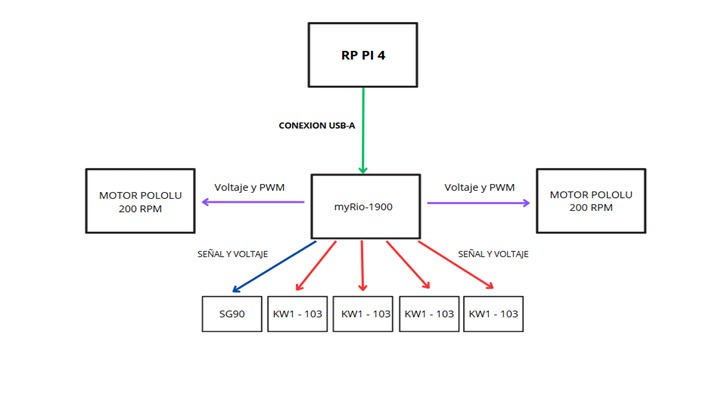 RP PI 4
CONEXION USB-A
MOTOR POLOLU
200 RPM
Voltaje y PWM
myRio-1900
Voltaje y PWM
MOTOR POLOLU
200 RPM
SEÑAL Y VOLTAJE
SEÑAL Y VOLTAJE
SG90
KW1 - 103
KW1 - 103
KW1 - 103
KW1 - 103